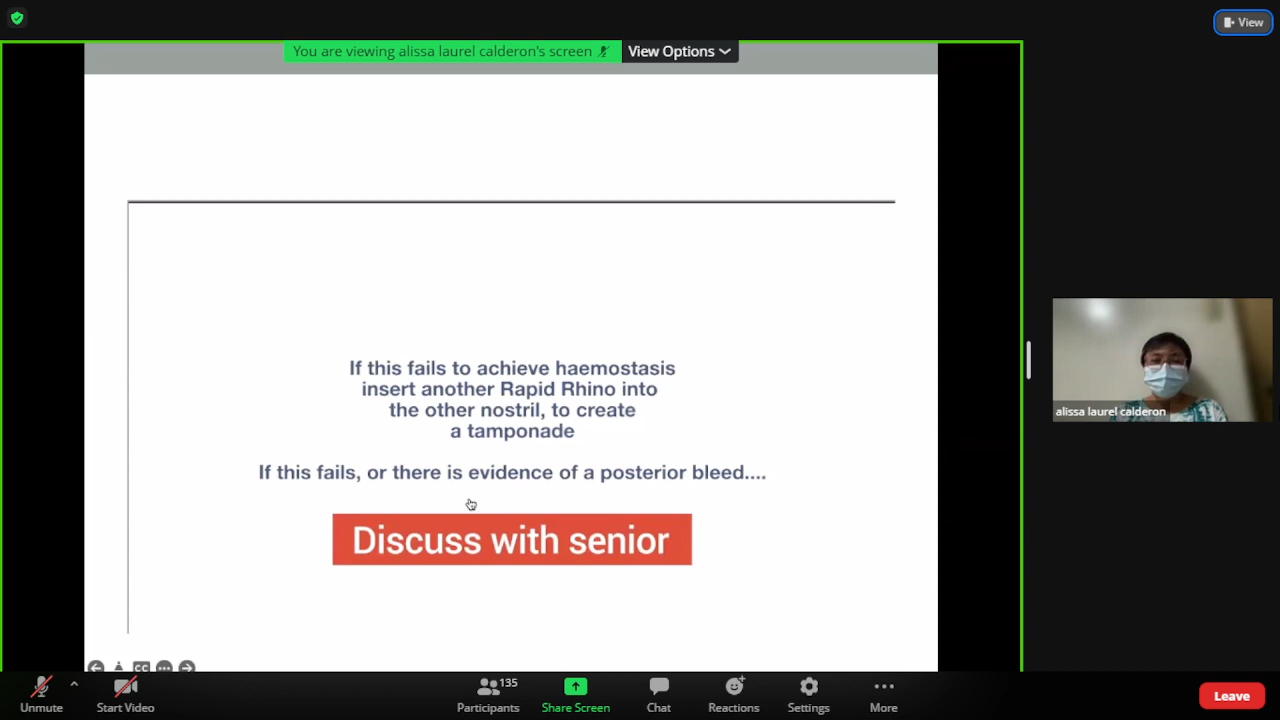 View
You are viewing alissa laurel calderon's screen
View Options
If this fails to achieve haemostasis
insert another Rapid Rhino into
the other nostril, to create
a tamponade
If this fails, or there is evidence of a posterior bleed....
Discuss with senior
alissa laurel calderon
CC
Unmute
Start Video
135
Participants
Share Screen
Chat
Reactions
Settings
More
Leave